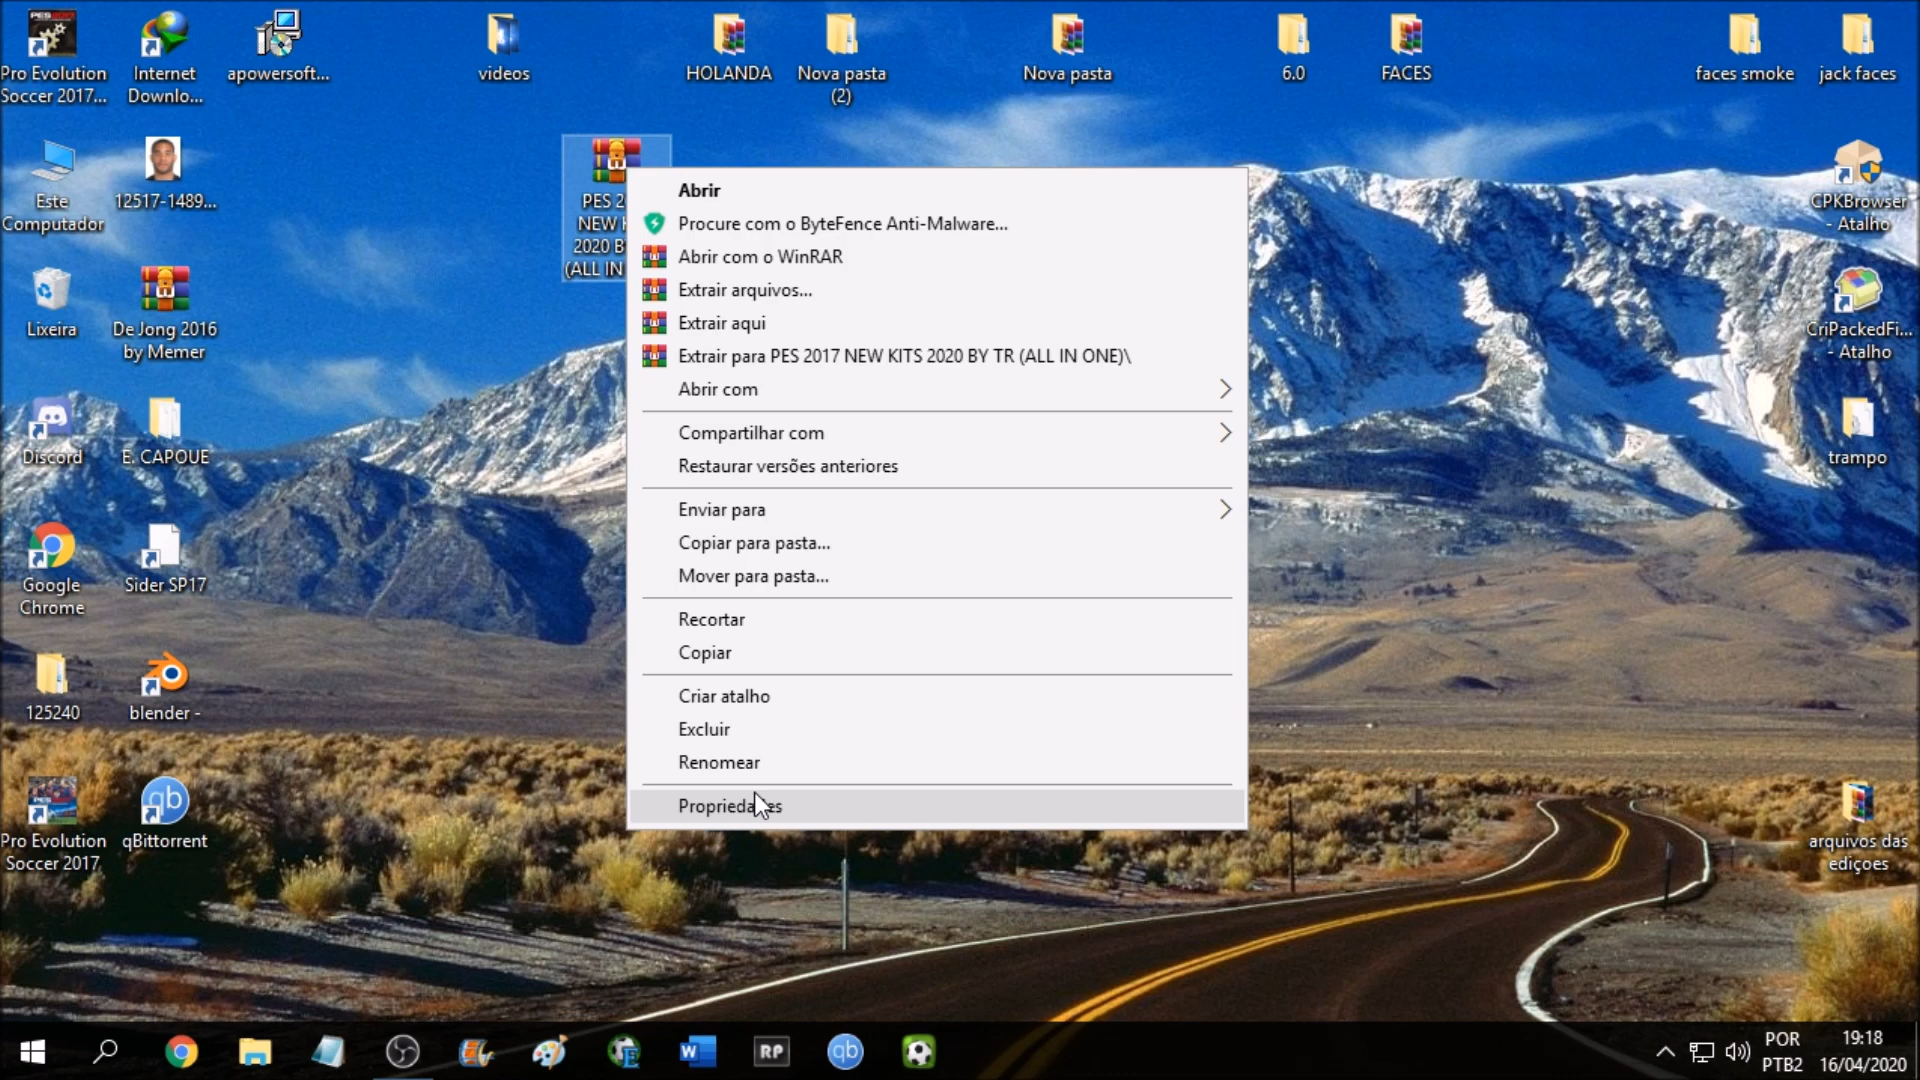 Pro Evolution
Soccer 2017...
Internet
Downlo...
apowersoft...
videos
HOLANDA
Nova pasta
(2)
Nova pasta
6.0
FACES
faces smoke
jack faces
Este
Computador
12517-1489...
PES 20
NEW K
2020 B
(ALL IN
CPKBrowser
- Atalho
Lixeira
De Jong 2016
by Memer
CriPackedFi...
- Atalho
Discord
E. CAPOUE
trampo
Google
Chrome
Sider SP17
125240
blender -
Pro Evolution
Soccer 2017
qBittorrent
arquivos das
ediçoes
Abrir
Procure com o ByteFence Anti-Malware...
Abrir com o WinRAR
Extrair arquivos...
Extrair aqui
Extrair para PES 2017 NEW KITS 2020 BY TR (ALL IN ONE)\
Abrir com
Compartilhar com
Restaurar versões anteriores
Enviar para
Copiar para pasta...
Mover para pasta...
Recortar
Copiar
Criar atalho
Excluir
Renomear
Propriedades
W
RP
qb
POR
PTB2
19:18
16/04/2020